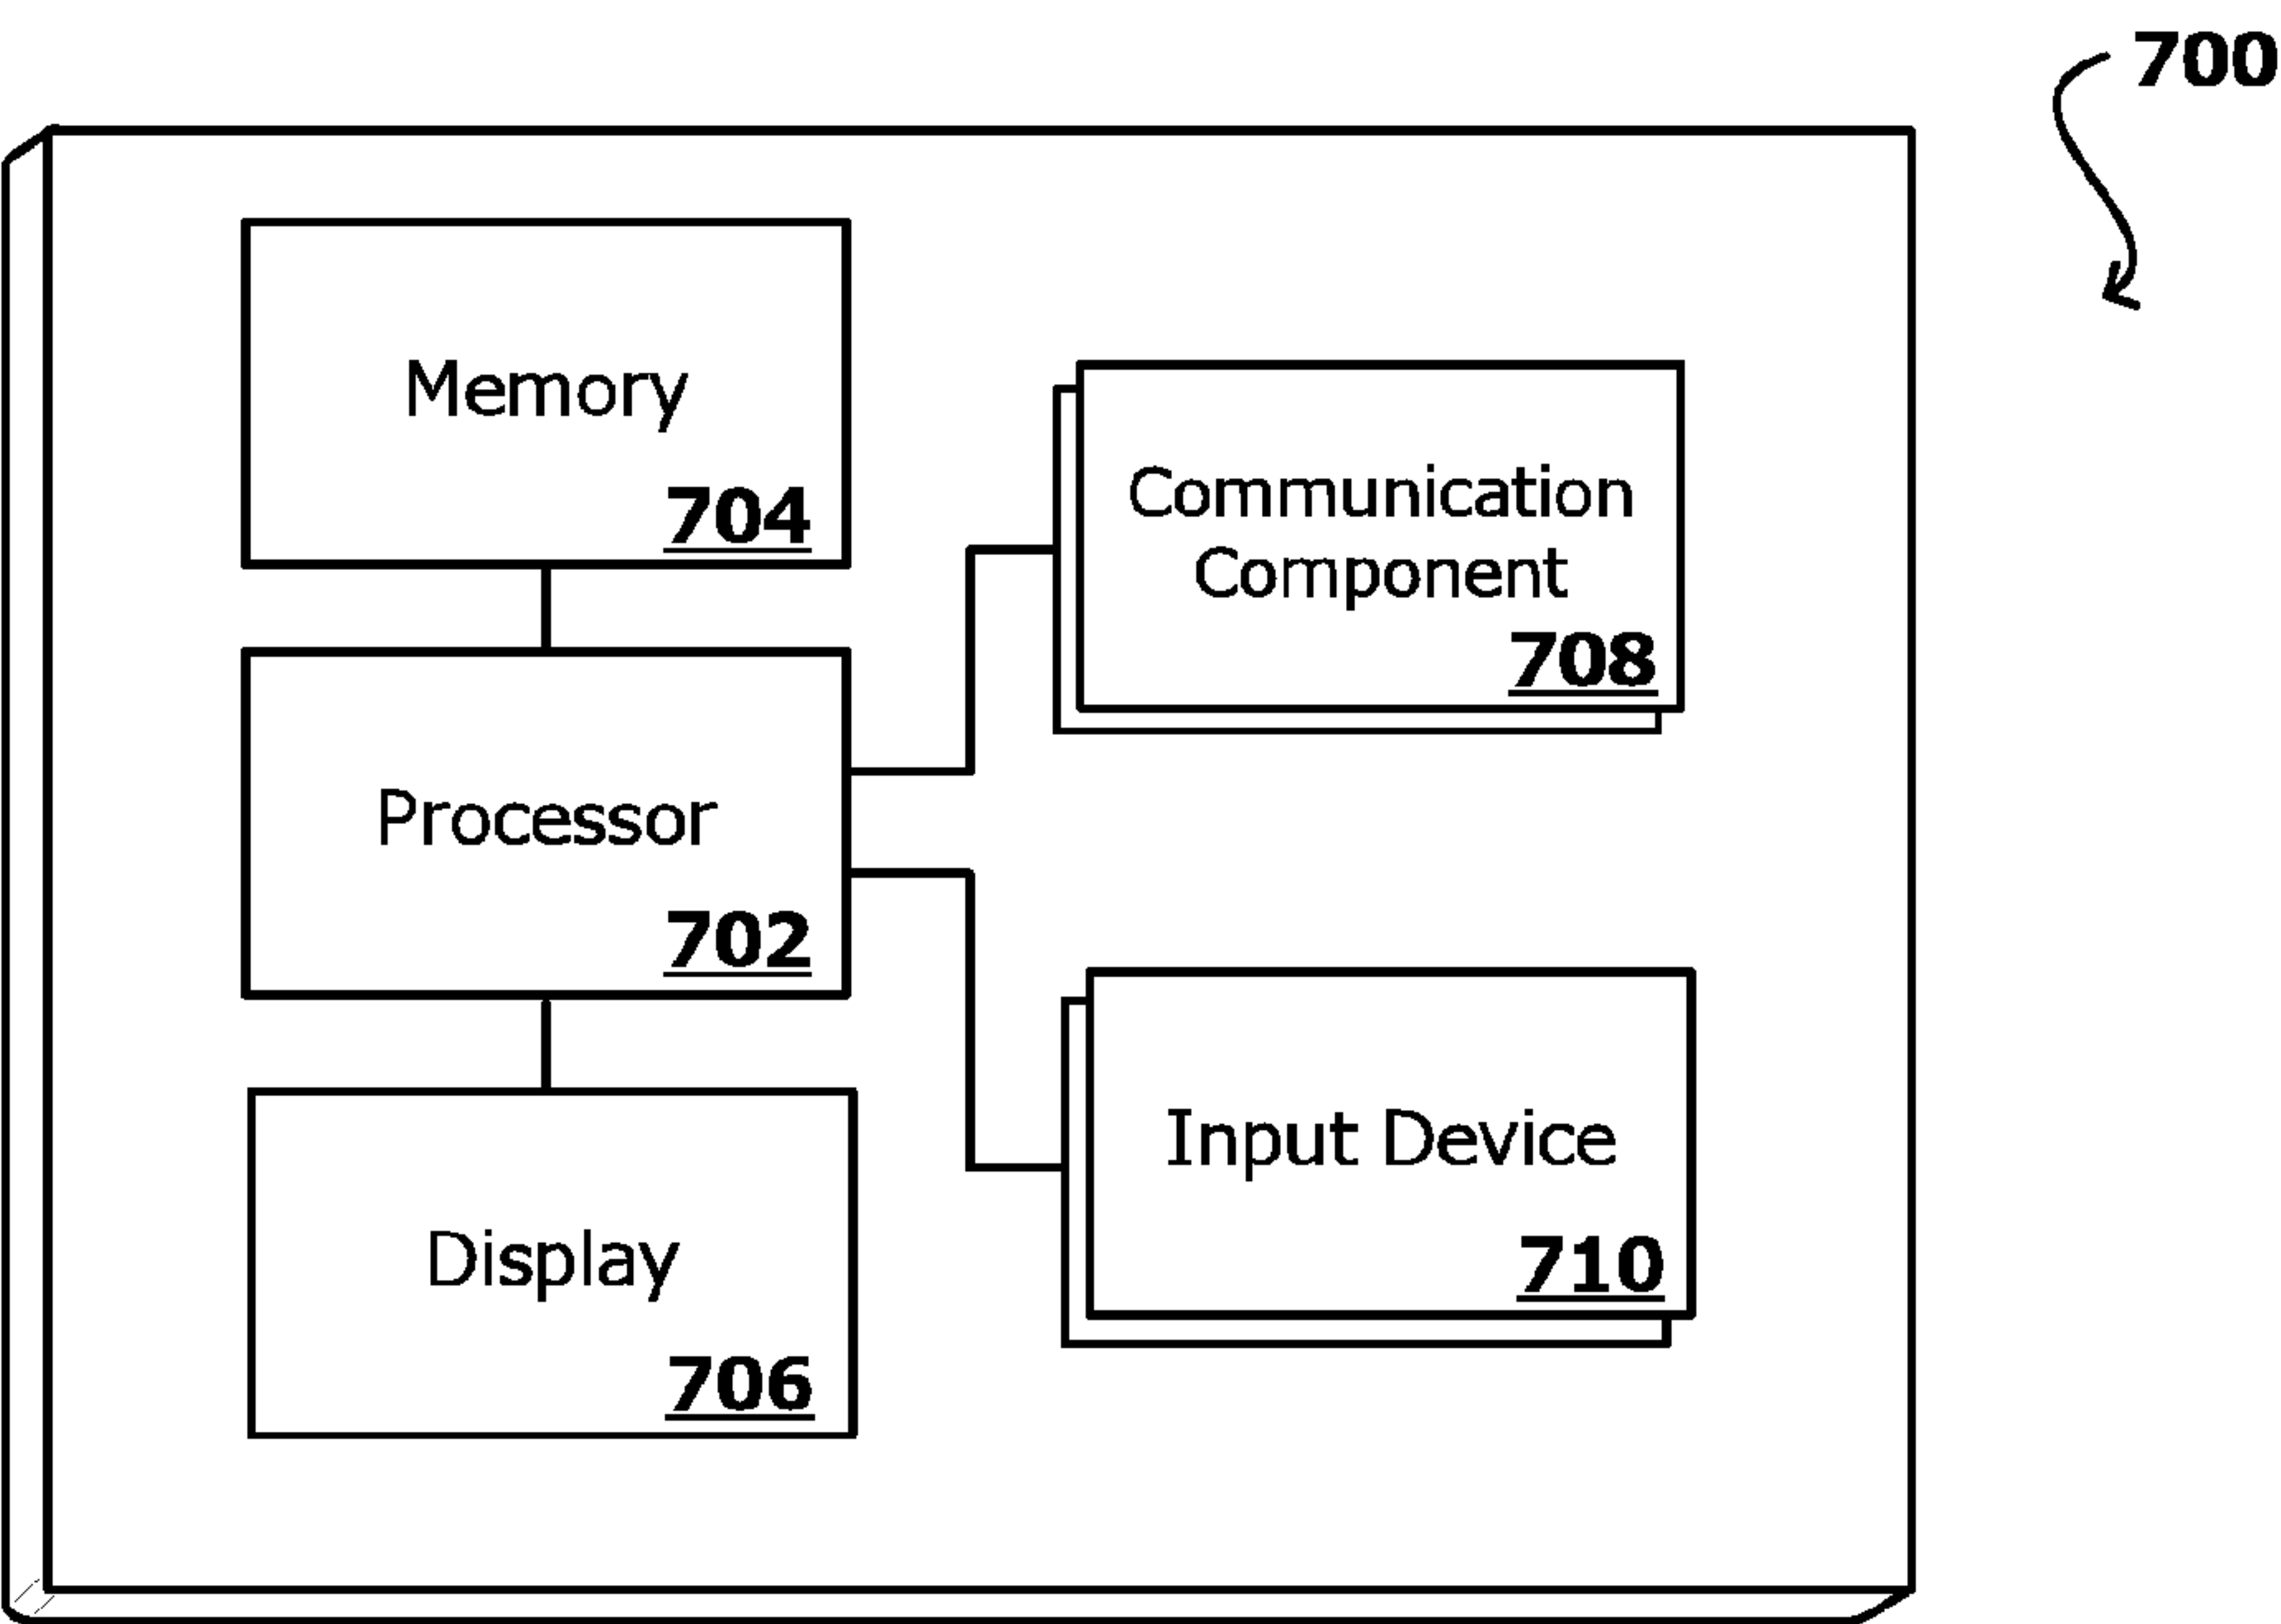 700
Memory
704
Communication
Component
708
Processor
702
Input Device
710
Display
706